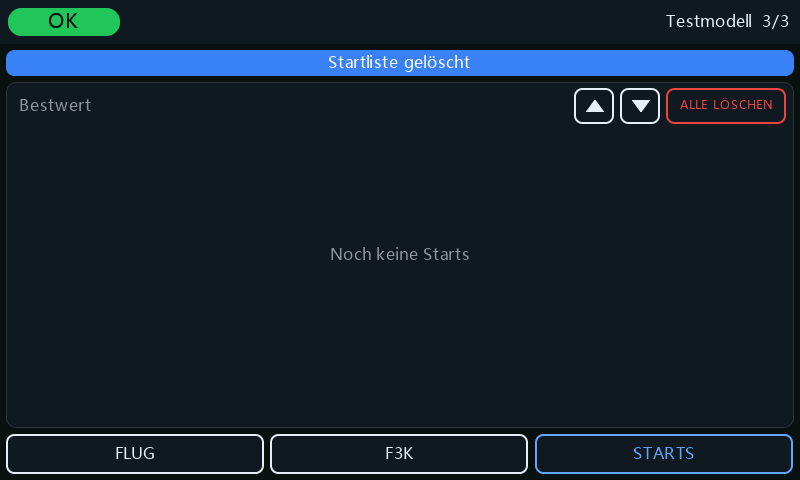 OK
Testmodell 3/3
Startliste gelöscht
Bestwert
ALLE LÖSCHEN
Noch keine Starts
FLUG
F3K
STARTS